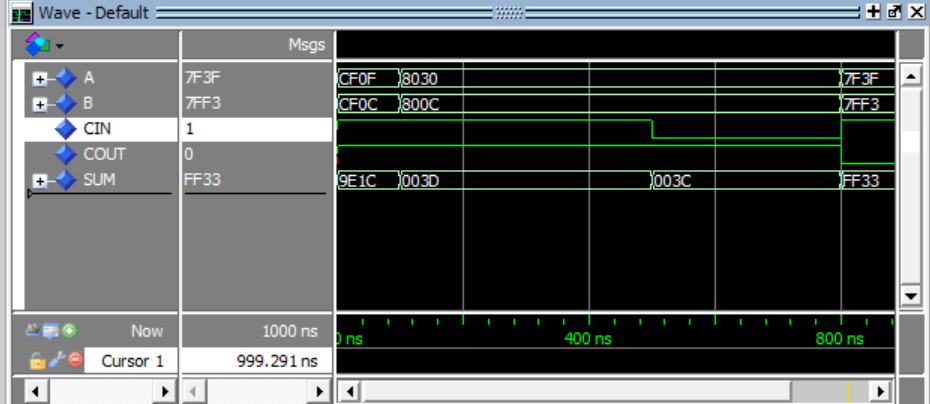 Wave - Default
Msgs
A 7F3F CF0F 8030 7F3F
B 7FF3 CF0C 800C 7FF3
CIN 1
COUT 0
SUM FF33 9E1C 003D 003C FF33
Now 1000 ns 0 ns 400 ns 800 ns
Cursor 1 999.291 ns